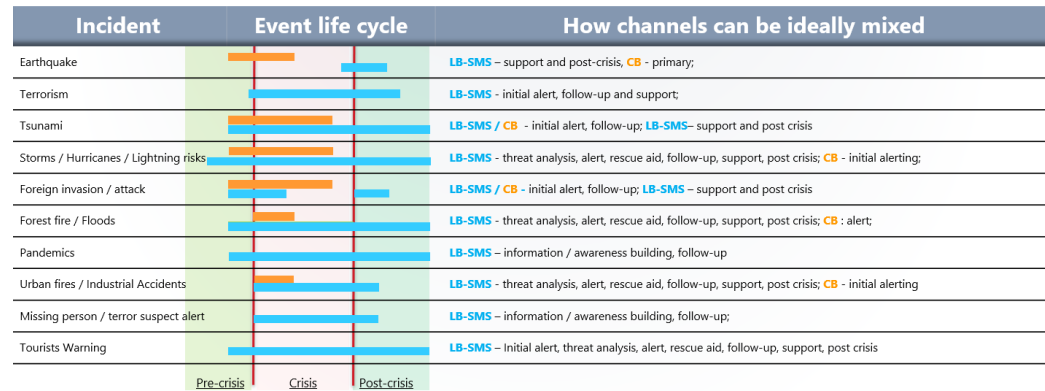 Incident Event life cycle How channels can be ideally mixed
Earthquake LB-SMS – support and post-crisis, CB - primary;
Terrorism LB-SMS - initial alert, follow-up and support;
Tsunami LB-SMS / CB - initial alert, follow-up; LB-SMS– support and post crisis
Storms / Hurricanes / Lightning risks LB-SMS - threat analysis, alert, rescue aid, follow-up, support, post crisis; CB - initial alerting;
Foreign invasion / attack LB-SMS / CB - initial alert, follow-up; LB-SMS – support and post crisis
Forest fire / Floods LB-SMS - threat analysis, alert, rescue aid, follow-up, support, post crisis; CB : alert;
Pandemics LB-SMS – information / awareness building, follow-up
Urban fires / Industrial Accidents LB-SMS - threat analysis, alert, rescue aid, follow-up, support, post crisis; CB - initial alerting
Missing person / terror suspect alert LB-SMS – information / awareness building, follow-up;
Tourists Warning LB-SMS – Initial alert, threat analysis, alert, rescue aid, follow-up, support, post crisis
Pre-crisis Crisis Post-crisis